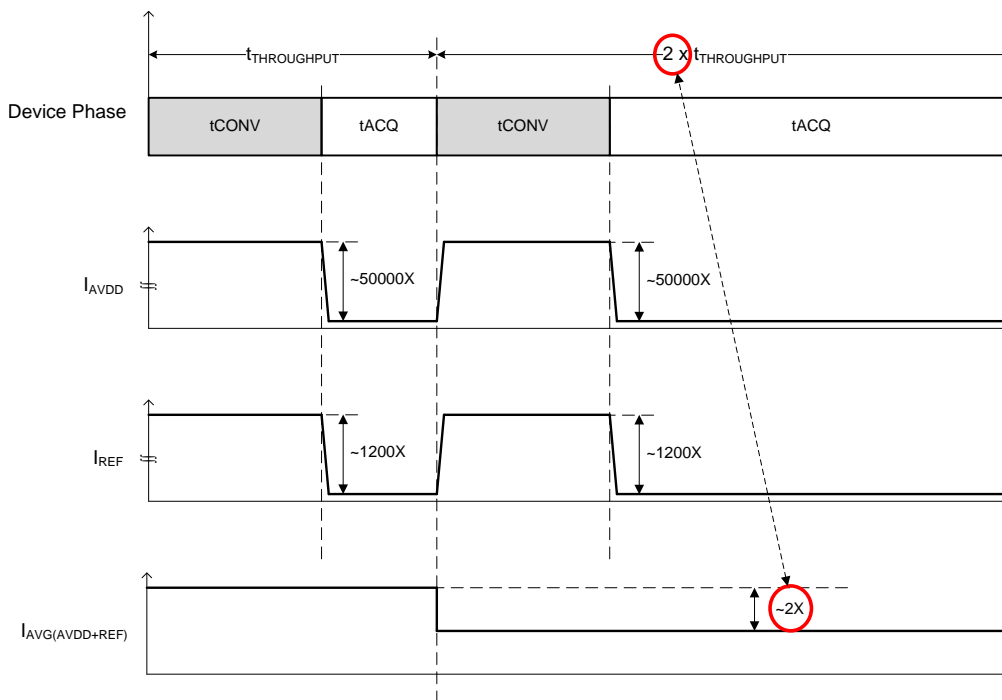 tTHROUGHPUT
2 x tTHROUGHPUT
Device Phase
tCONV
tACQ
tCONV
tACQ
IAVDD
~50000X
~50000X
IREF
~1200X
~1200X
IAVG(AVDD+REF)
~2X